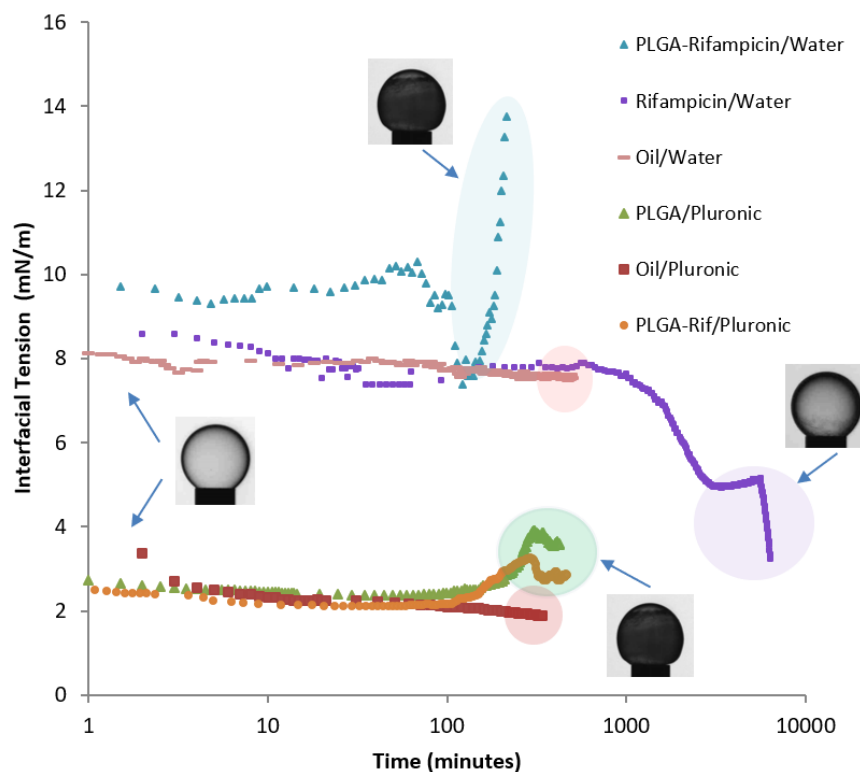 16
14
12
10
8
6
4
2
0
Interfacial Tension (mN/m)
PLGA-Rifampicin/Water
Rifampicin/Water
Oil/Water
PLGA/Pluronic
Oil/Pluronic
PLGA-Rif/Pluronic
1
10
100
1000
10000
Time (minutes)